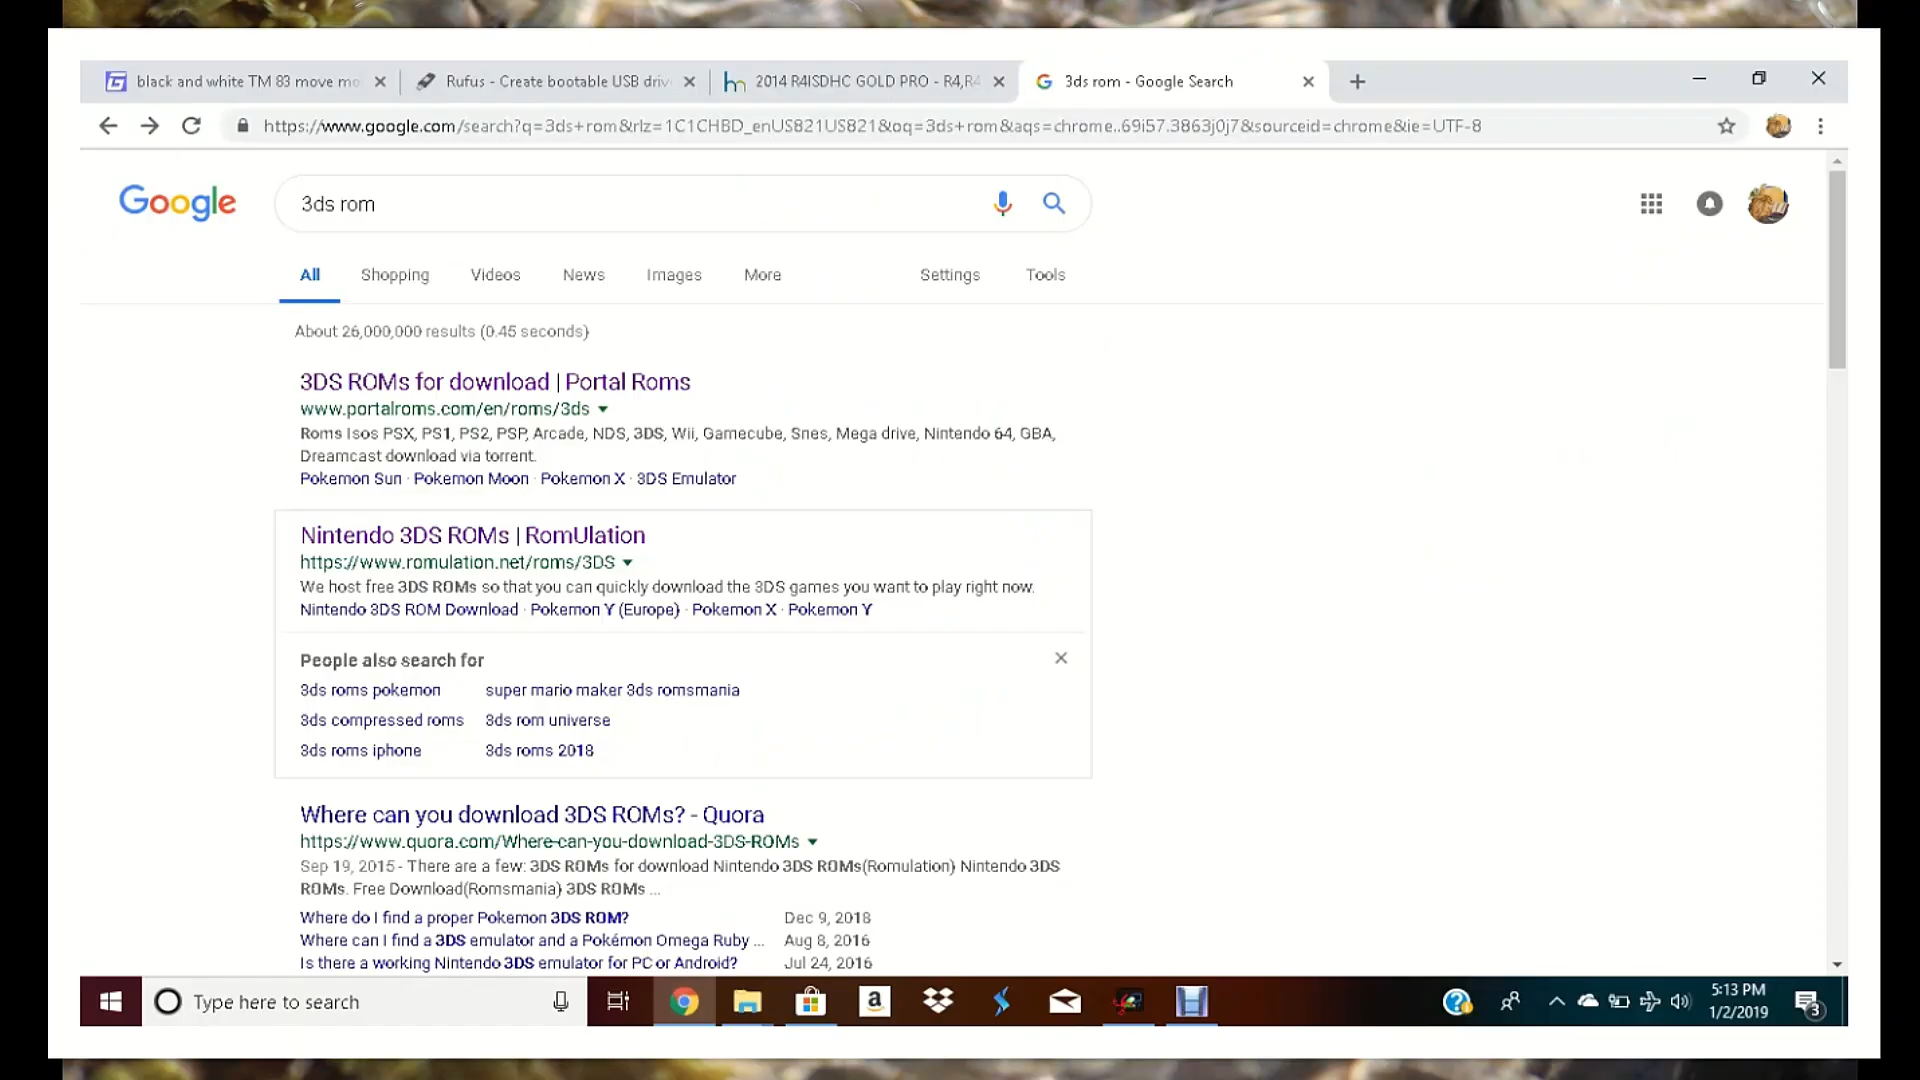 black and white TM 83 move mo
Rufus - Create bootable USB driv
2014 R4ISDHC GOLD PRO - R4,R4
3ds rom - Google Search
https://www.google.com/search?q=3ds+rom&rlz=1C1CHBD_enUS821US821&oq=3ds+rom&aqs=chrome..69i57.3863j0j7&sourceid=chrome&ie=UTF-8
Google
3ds rom
All Shopping Videos News Images More Settings Tools
About 26,000,000 results (0.45 seconds)
3DS ROMs for download | Portal Roms
www.portalroms.com/en/roms/3ds
Roms Isos PSX, PS1, PS2, PSP, Arcade, NDS, 3DS, Wii, Gamecube, Snes, Mega drive, Nintendo 64, GBA,
Dreamcast download via torrent.
Pokemon Sun · Pokemon Moon · Pokemon X · 3DS Emulator
Nintendo 3DS ROMs | RomUlation
https://www.romulation.net/roms/3DS
We host free 3DS ROMs so that you can quickly download the 3DS games you want to play right now.
Nintendo 3DS ROM Download · Pokemon Y (Europe) · Pokemon X · Pokemon Y
People also search for
3ds roms pokemon super mario maker 3ds romsmania
3ds compressed roms 3ds rom universe
3ds roms iphone 3ds roms 2018
Where can you download 3DS ROMs? - Quora
https://www.quora.com/Where-can-you-download-3DS-ROMs
Sep 19, 2015 - There are a few: 3DS ROMs for download Nintendo 3DS ROMs(Romulation) Nintendo 3DS
ROMs. Free Download(Romsmania) 3DS ROMs ...
Where do I find a proper Pokemon 3DS ROM? Dec 9, 2018
Where can I find a 3DS emulator and a Pokémon Omega Ruby ... Aug 8, 2016
Is there a working Nintendo 3DS emulator for PC or Android? Jul 24, 2016
Type here to search
5:13 PM
1/2/2019
3